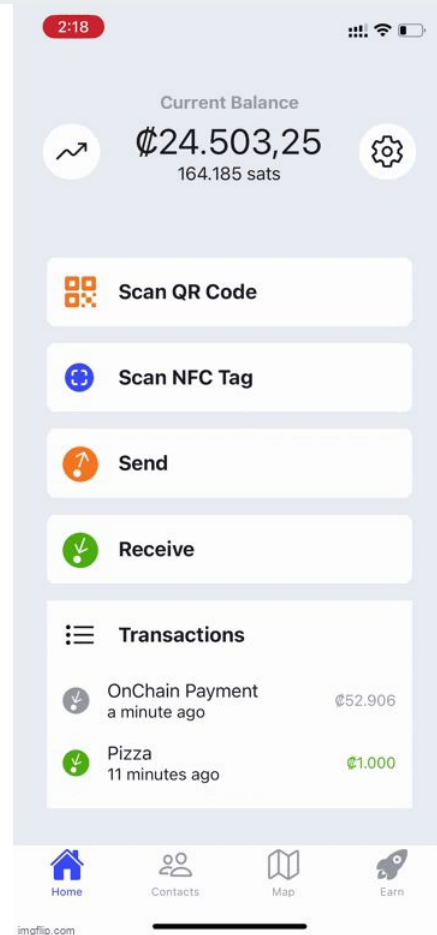 2:18
Current Balance
₡24.503,25
164.185 sats
Scan QR Code
Scan NFC Tag
Send
Receive
Transactions
OnChain Payment
a minute ago
₡52.906
Pizza
11 minutes ago
₡1.000
Home
Contacts
Map
Earn
imgflip.com